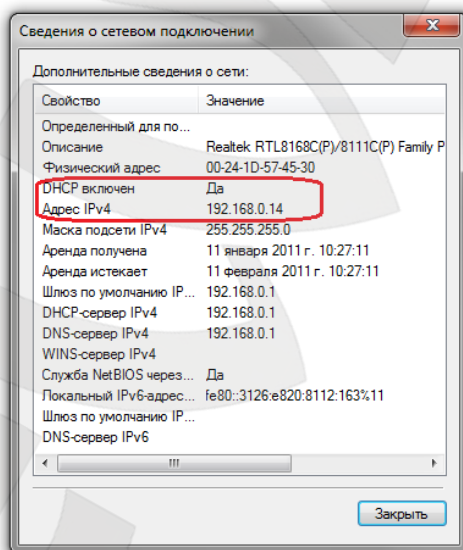 Сведения о сетевом подключении
Дополнительные сведения о сети:
Свойство Значение
Определенный для по...
Описание Realtek RTL8168C(P)/8111C(P) Family P
Физический адрес 00-24-1D-57-45-30
DHCP включен Да
Адрес IPv4 192.168.0.14
Маска подсети IPv4 255.255.255.0
Аренда получена 11 января 2011 г. 10:27:11
Аренда истекает 11 февраля 2011 г. 10:27:11
Шлюз по умолчанию IP... 192.168.0.1
DHCP-сервер IPv4 192.168.0.1
DNS-сервер IPv4 192.168.0.1
WINS-сервер IPv4
Служба NetBIOS через... Да
Локальный IPv6-адрес... fe80::3126:e820:8112:163%11
Шлюз по умолчанию IP...
DNS-сервер IPv6
Закрыть